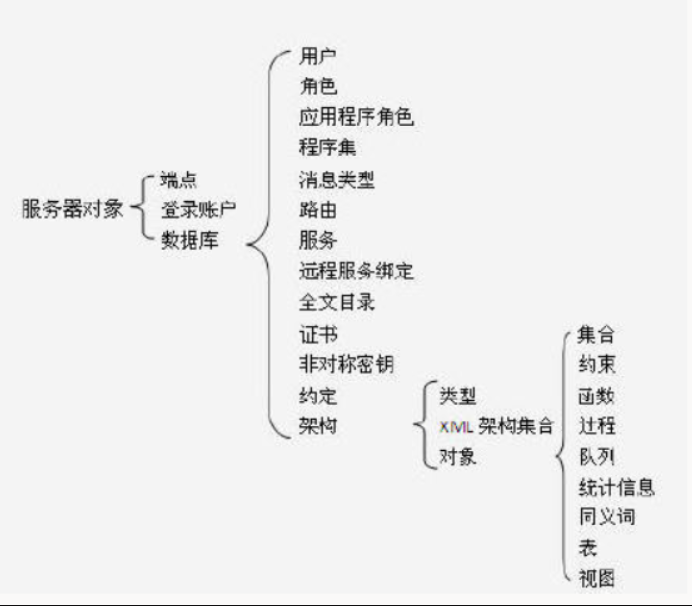 服务器对象
端点
登录账户
数据库
用户
角色
应用程序角色
程序集
消息类型
路由
服务
远程服务绑定
全文目录
证书
非对称密钥
约定
架构
类型
XML 架构集合
对象
集合
约束
函数
过程
队列
统计信息
同义词
表
视图